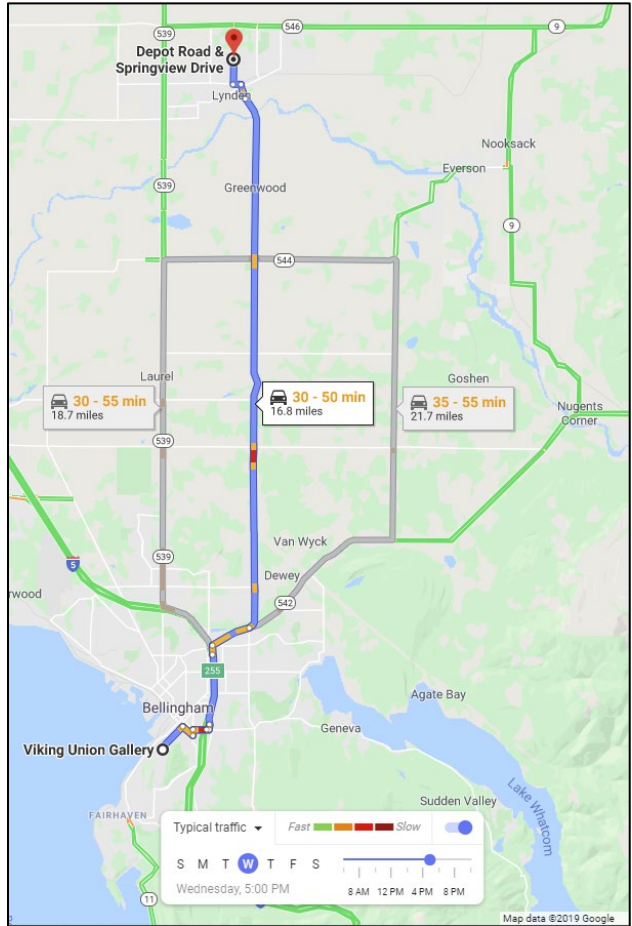 539
546
9
Depot Road &
Springview Drive
Lynden
Nooksack
Everson
539
Greenwood
9
544
Laurel
Goshen
30 - 55 min
18.7 miles
30 - 50 min
16.8 miles
35 - 55 min
21.7 miles
Nugents
Corner
539
Van Wyck
539
5
Dewey
rwood
542
255
Agate Bay
Bellingham
Geneva
Viking Union Gallery
Lake Whatcom
Sudden Valley
FAIRHAVEN
Typical traffic
Fast
Slow
S M T W T F S
Wednesday, 5:00 PM
8 AM 12 PM 4 PM 8 PM
11
Map data ©2019 Google